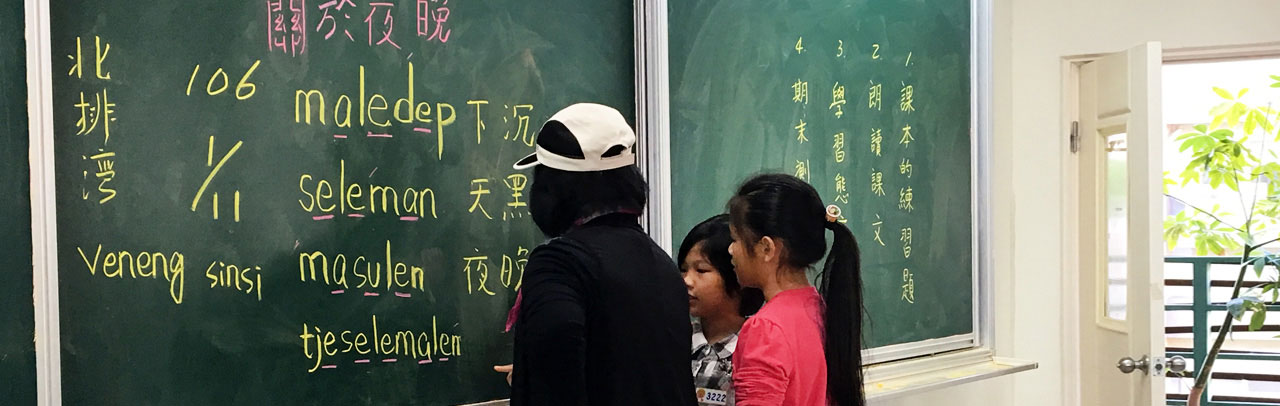 關於夜晚
北排灣
106
1/11
Veneng sinsi
maledep 下沉
seleman 天黑
masulen 夜晚
tjeselemalen
1. 課本的練習題
2. 朗讀課文
3. 學習態
4. 期末測
3222